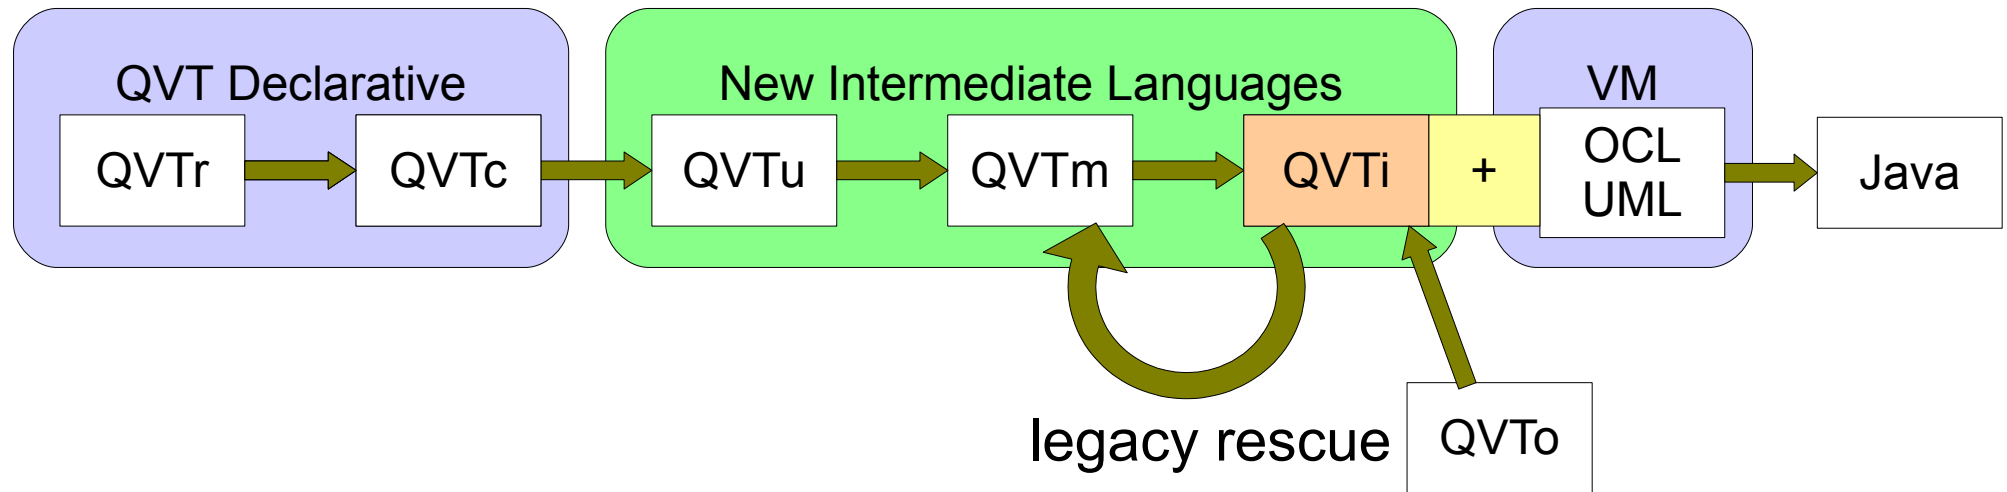 QVT Declarative
New Intermediate Languages
VM
QVTr
QVTc
QVTu
QVTm
QVTi
+
OCL
UML
Java
legacy rescue
QVTo